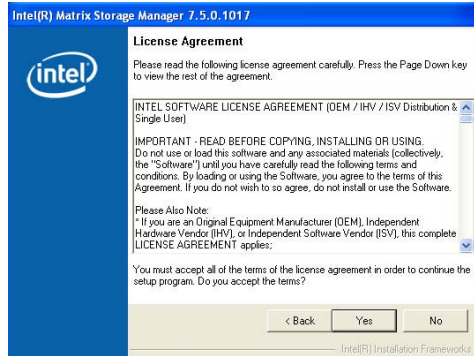 Intel(R) Matrix Storage Manager 7.5.0.1017
intel
License Agreement
Please read the following license agreement carefully. Press the Page Down key
to view the rest of the agreement.
INTEL SOFTWARE LICENSE AGREEMENT (OEM / IHV / ISV Distribution &
Single User)
IMPORTANT - READ BEFORE COPYING, INSTALLING OR USING.
Do not use or load this software and any associated materials (collectively,
the "Software") until you have carefully read the following terms and
conditions. By loading or using the Software, you agree to the terms of this
Agreement. If you do not wish to so agree, do not install or use the Software.
Please Also Note:
* If you are an Original Equipment Manufacturer (OEM), Independent
Hardware Vendor (IHV), or Independent Software Vendor (ISV), this complete
LICENSE AGREEMENT applies;
You must accept all of the terms of the license agreement in order to continue the
setup program. Do you accept the terms?
< Back Yes No
Intel(R) Installation Frameworks